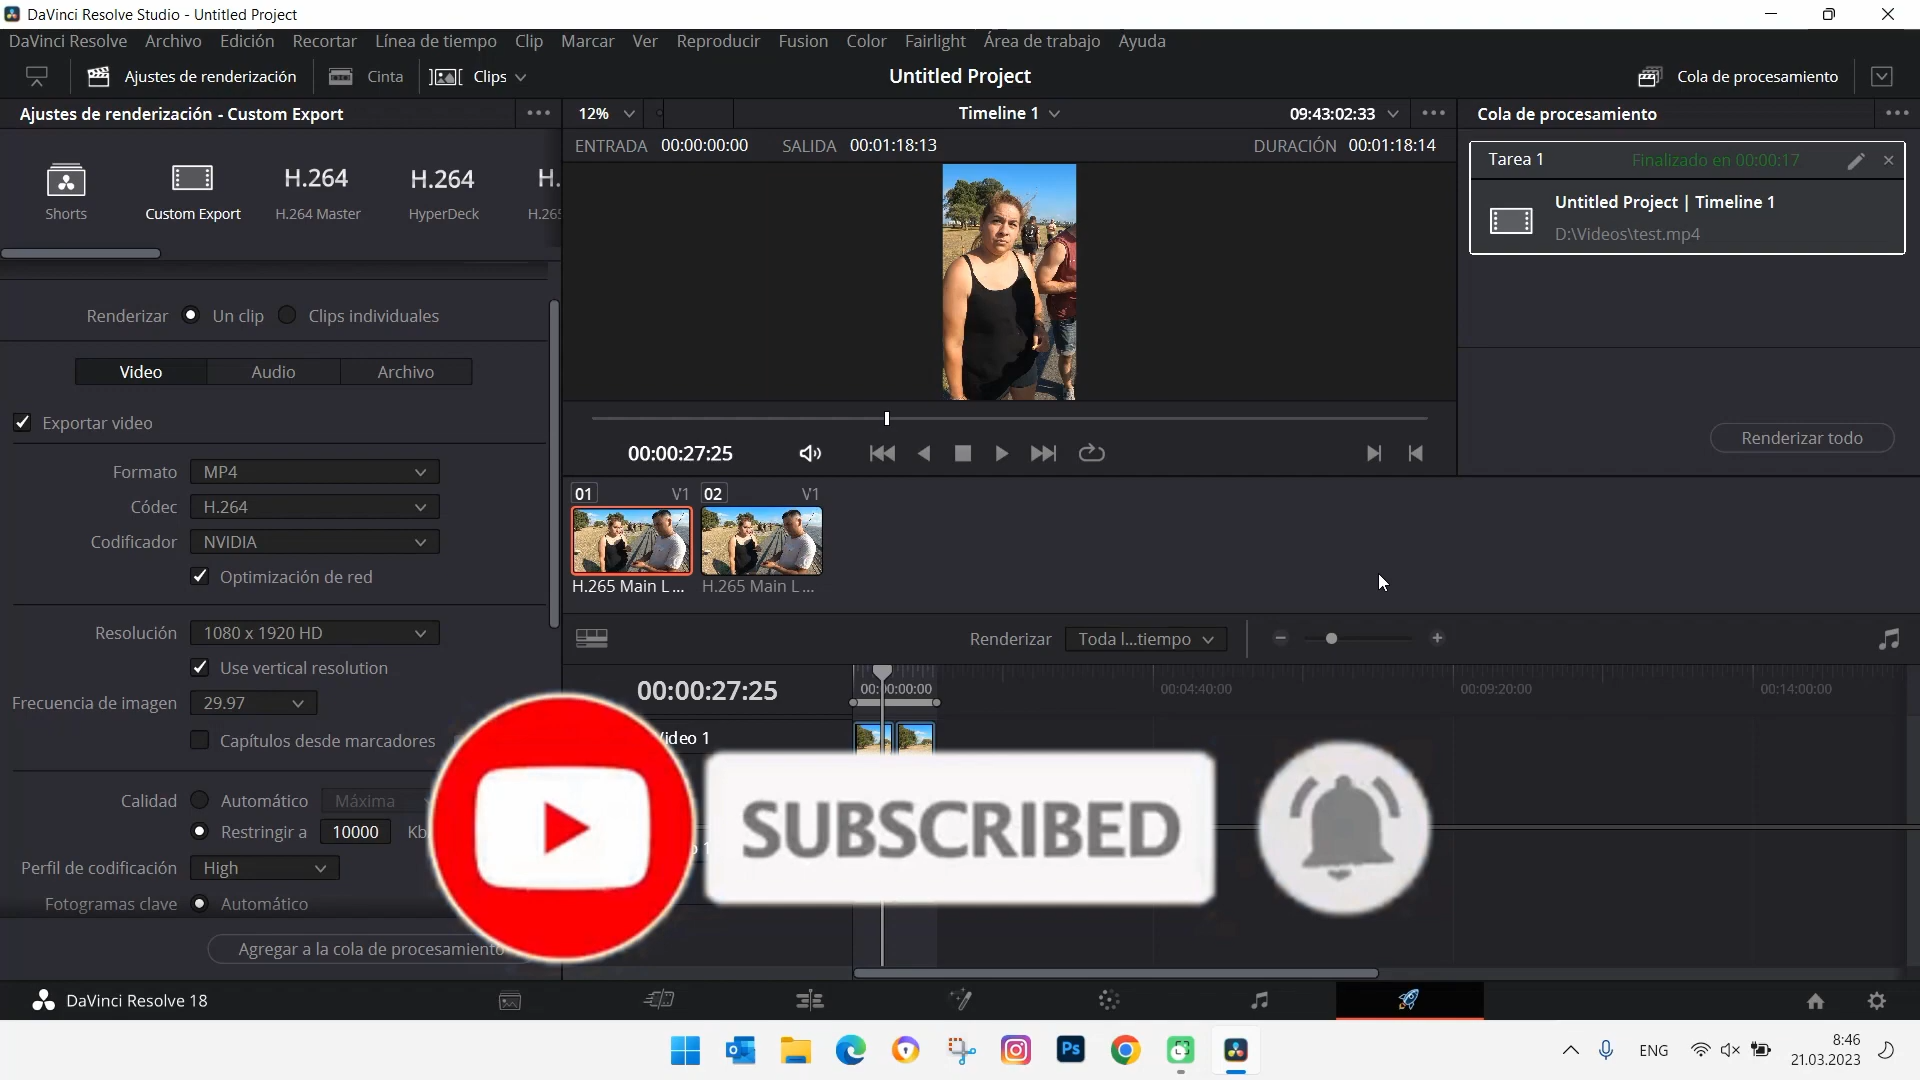 DaVinci Resolve Studio - Untitled Project
DaVinci Resolve Archivo Edición Recortar Línea de tiempo Clip Marcar Ver Reproducir Fusion Color Fairlight Área de trabajo Ayuda
Ajustes de renderización Cinta Clips Untitled Project Cola de procesamiento
Ajustes de renderización - Custom Export 12% Timeline 1 09:43:02:33 Cola de procesamiento
ENTRADA 00:00:00:00 SALIDA 00:01:18:13 DURACIÓN 00:01:18:14
Tarea 1 Finalizado en 00:00:17
H.264 H.264 H.
Shorts Custom Export H.264 Master HyperDeck H.265
Untitled Project | Timeline 1
D:\Videos\test.mp4
Renderizar Un clip Clips individuales
Video Audio Archivo
Exportar video
Renderizar todo
00:00:27:25
Formato MP4
Códec H.264
Codificador NVIDIA
Optimización de red
01 V1 02 V1
H.265 Main L... H.265 Main L...
Resolución 1080 x 1920 HD
Renderizar Toda l...tiempo
Use vertical resolution
Frecuencia de imagen 29.97
Capítulos desde marcadores
00:00:27:25 00:00:00:00 00:04:40:00 00:09:20:00 00:14:00:00
ideo 1
Calidad Automático Máxima
Restringir a 10000 Kb
SUBSCRIBED
Perfil de codificación High
Fotogramas clave Automático
Agregar a la cola de procesamiento
DaVinci Resolve 18
Ps
ENG
8:46
21.03.2023